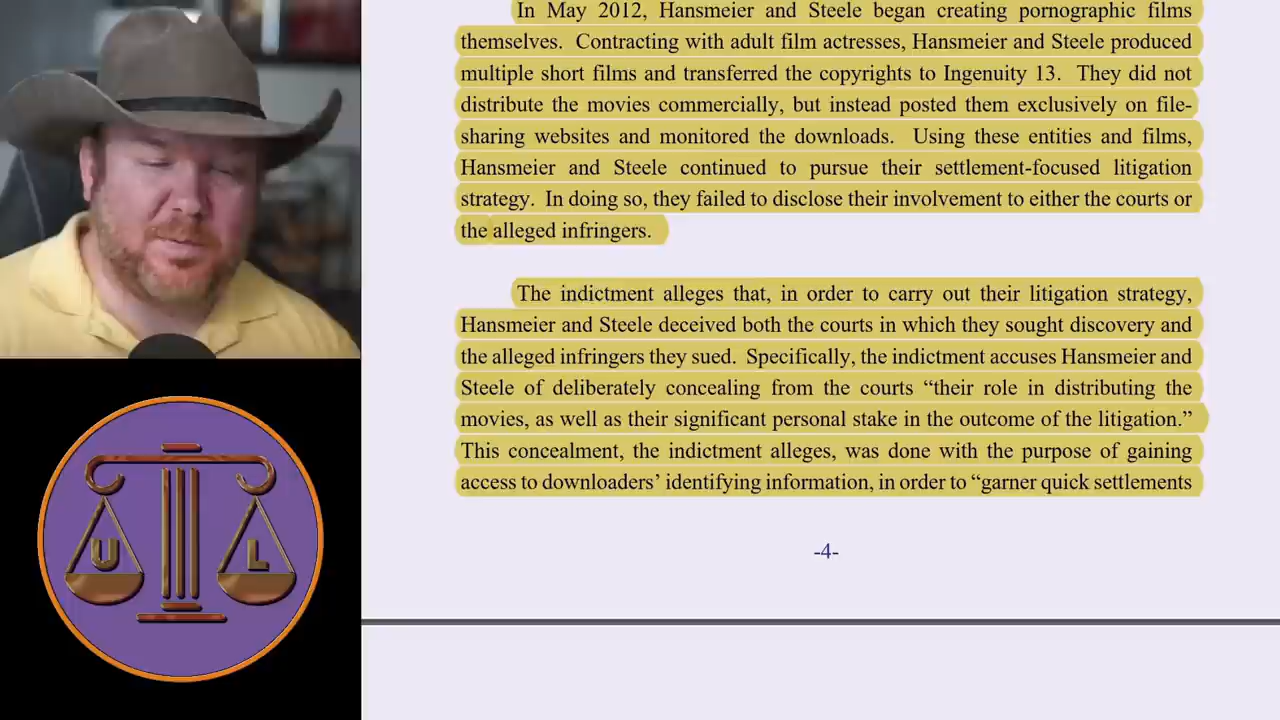 In May 2012, Hansmeier and Steele began creating pornographic films
themselves. Contracting with adult film actresses, Hansmeier and Steele produced
multiple short films and transferred the copyrights to Ingenuity 13. They did not
distribute the movies commercially, but instead posted them exclusively on file-
sharing websites and monitored the downloads. Using these entities and films,
Hansmeier and Steele continued to pursue their settlement-focused litigation
strategy. In doing so, they failed to disclose their involvement to either the courts or
the alleged infringers.
The indictment alleges that, in order to carry out their litigation strategy,
Hansmeier and Steele deceived both the courts in which they sought discovery and
the alleged infringers they sued. Specifically, the indictment accuses Hansmeier and
Steele of deliberately concealing from the courts “their role in distributing the
movies, as well as their significant personal stake in the outcome of the litigation.”
This concealment, the indictment alleges, was done with the purpose of gaining
access to downloaders’ identifying information, in order to “garner quick settlements
-4-
U L